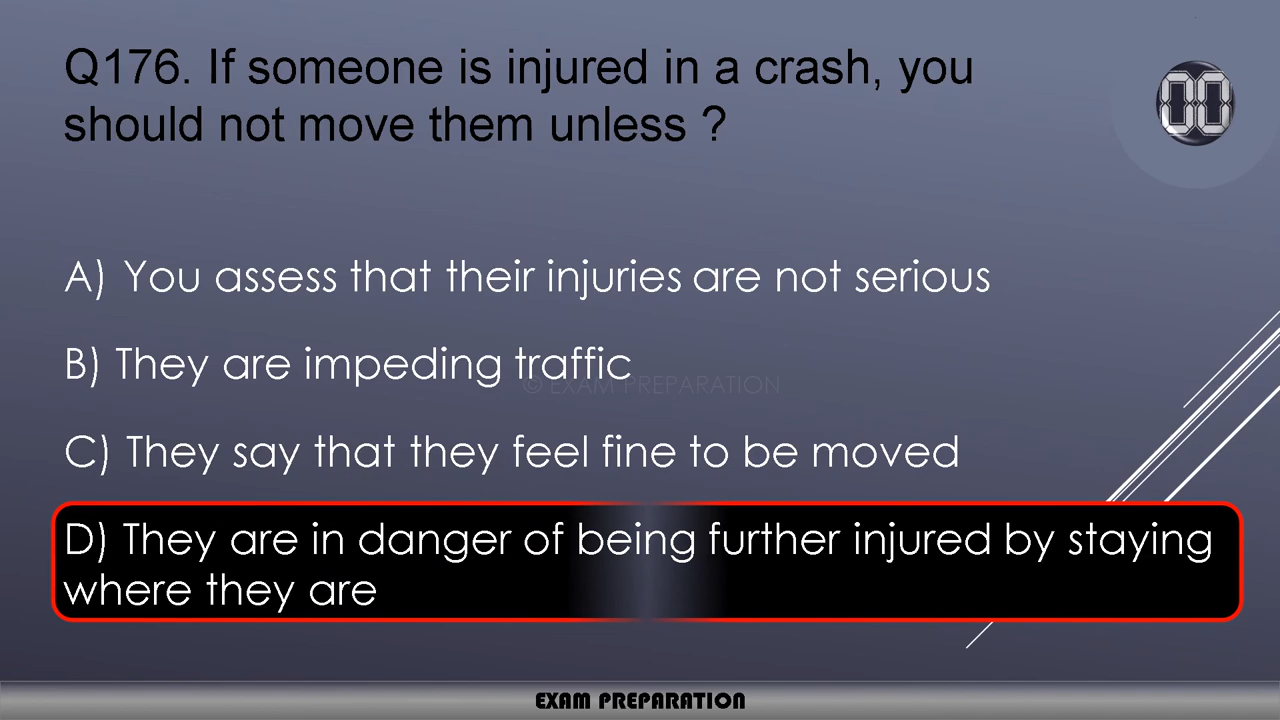 Q176. If someone is injured in a crash, you
should not move them unless ?
00
A) You assess that their injuries are not serious
B) They are impeding traffic
© EXAM PREPARATION
C) They say that they feel fine to be moved
D) They are in danger of being further injured by staying
where they are
EXAM PREPARATION